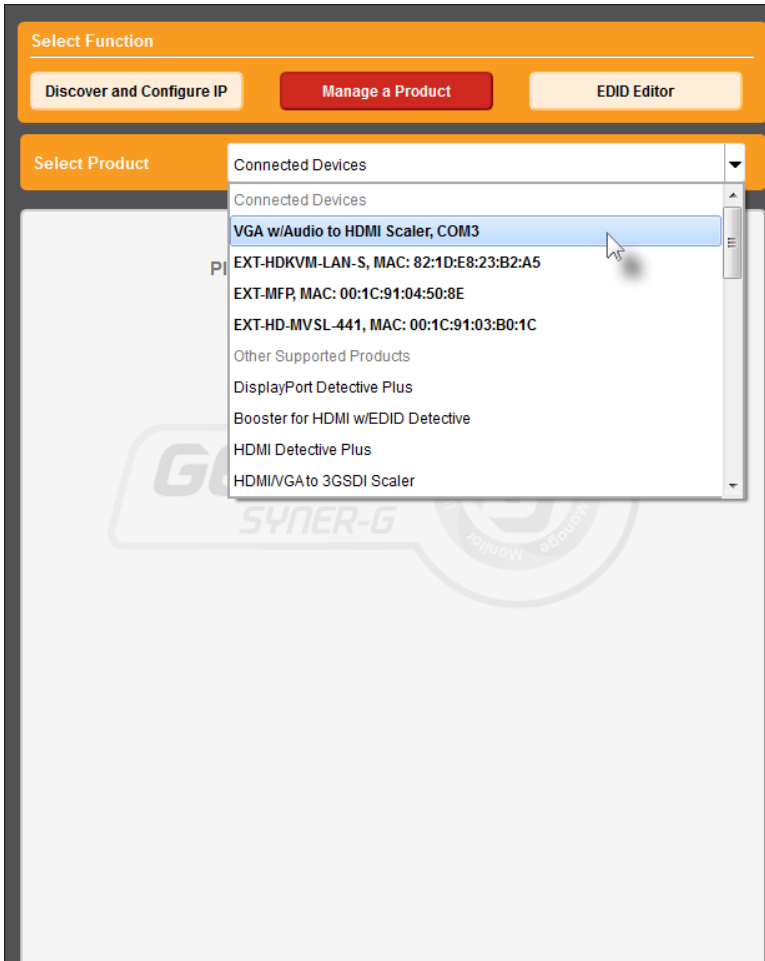 Select Function
Discover and Configure IP Manage a Product EDID Editor
Select Product Connected Devices
Connected Devices
VGA w/Audio to HDMI Scaler, COM3
EXT-HDKVM-LAN-S, MAC: 82:1D:E8:23:B2:A5
EXT-MFP, MAC: 00:1C:91:04:50:8E
EXT-HD-MVSL-441, MAC: 00:1C:91:03:B0:1C
Other Supported Products
DisplayPort Detective Plus
Booster for HDMI w/EDID Detective
HDMI Detective Plus
HDMI/VGA to 3GSDI Scaler
SYNER-G
Monitor Manage